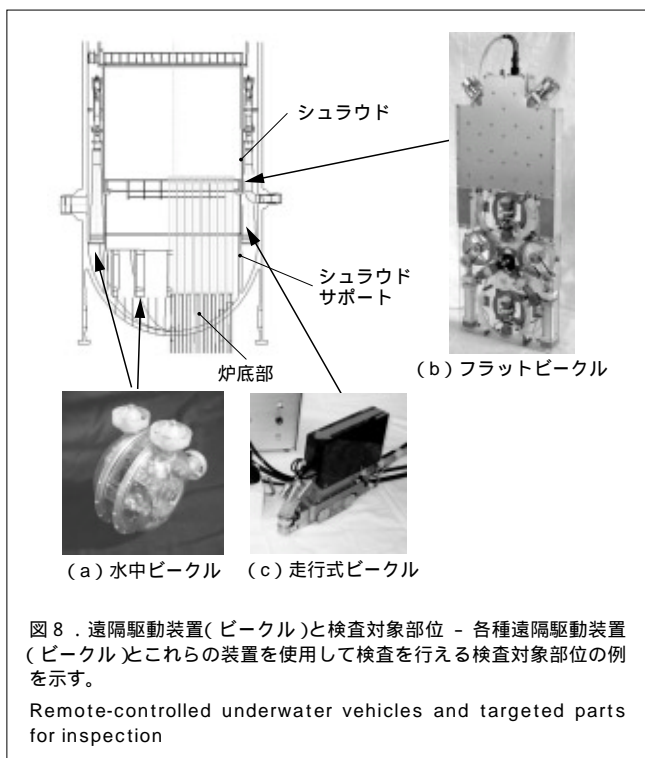 シュラウド
シュラウド
サポート
炉底部
(b)フラットビークル
(a)水中ビークル
(c)走行式ビークル
図8．遠隔駆動装置(ビークル)と検査対象部位 - 各種遠隔駆動装置
(ビークル)とこれらの装置を使用して検査を行える検査対象部位の例
を示す。
Remote-controlled underwater vehicles and targeted parts
for inspection